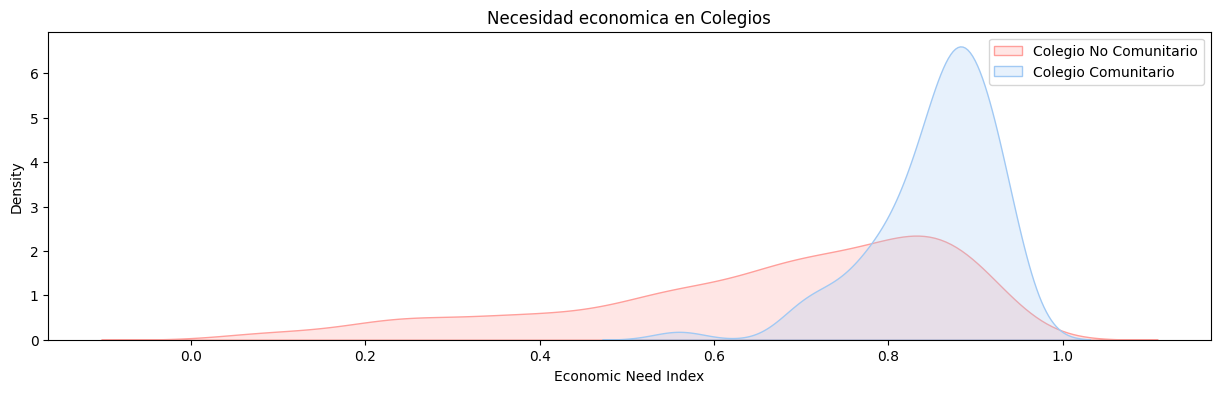 Necesidad economica en Colegios
Colegio No Comunitario
Colegio Comunitario
Density
6
5
4
3
2
1
0
0.0 0.2 0.4 0.6 0.8 1.0
Economic Need Index